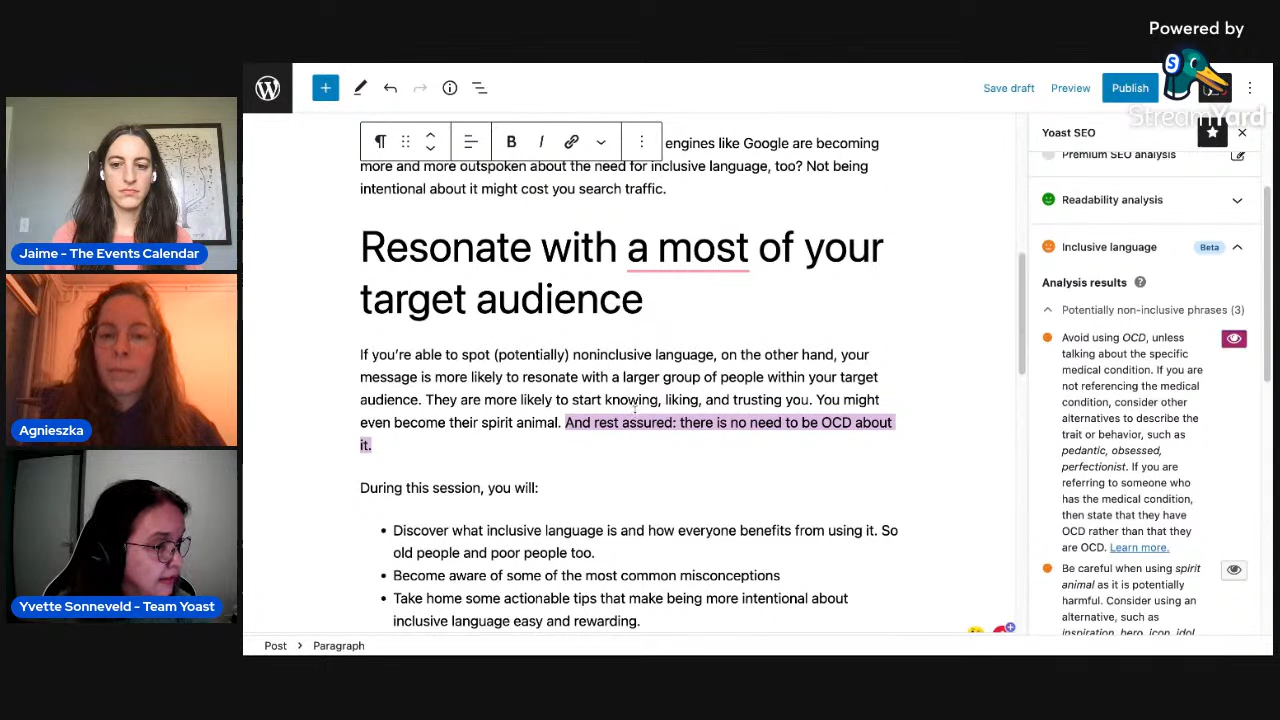 Powered by
StreamYard
Jaime - The Events Calendar
Agnieszka
Yvette Sonneveld - Team Yoast
Save draft
Preview
Publish
engines like Google are becoming
more and more outspoken about the need for inclusive language, too? Not being
intentional about it might cost you search traffic.
Resonate with a most of your
target audience
If you're able to spot (potentially) noninclusive language, on the other hand, your
message is more likely to resonate with a larger group of people within your target
audience. They are more likely to start knowing, liking, and trusting you. You might
even become their spirit animal. And rest assured: there is no need to be OCD about
it.
During this session, you will:
• Discover what inclusive language is and how everyone benefits from using it. So
old people and poor people too.
• Become aware of some of the most common misconceptions
• Take home some actionable tips that make being more intentional about
inclusive language easy and rewarding.
Post > Paragraph
Yoast SEO
Premium SEO analysis
Readability analysis
Inclusive language Beta
Analysis results
Potentially non-inclusive phrases (3)
Avoid using OCD, unless
talking about the specific
medical condition. If you are
not referencing the medical
condition, consider other
alternatives to describe the
trait or behavior, such as
pedantic, obsessed,
perfectionist. If you are
referring to someone who
has the medical condition,
then state that they have
OCD rather than that they
are OCD. Learn more.
Be careful when using spirit
animal as it is potentially
harmful. Consider using an
alternative, such as
inspiration, hero, icon, idol